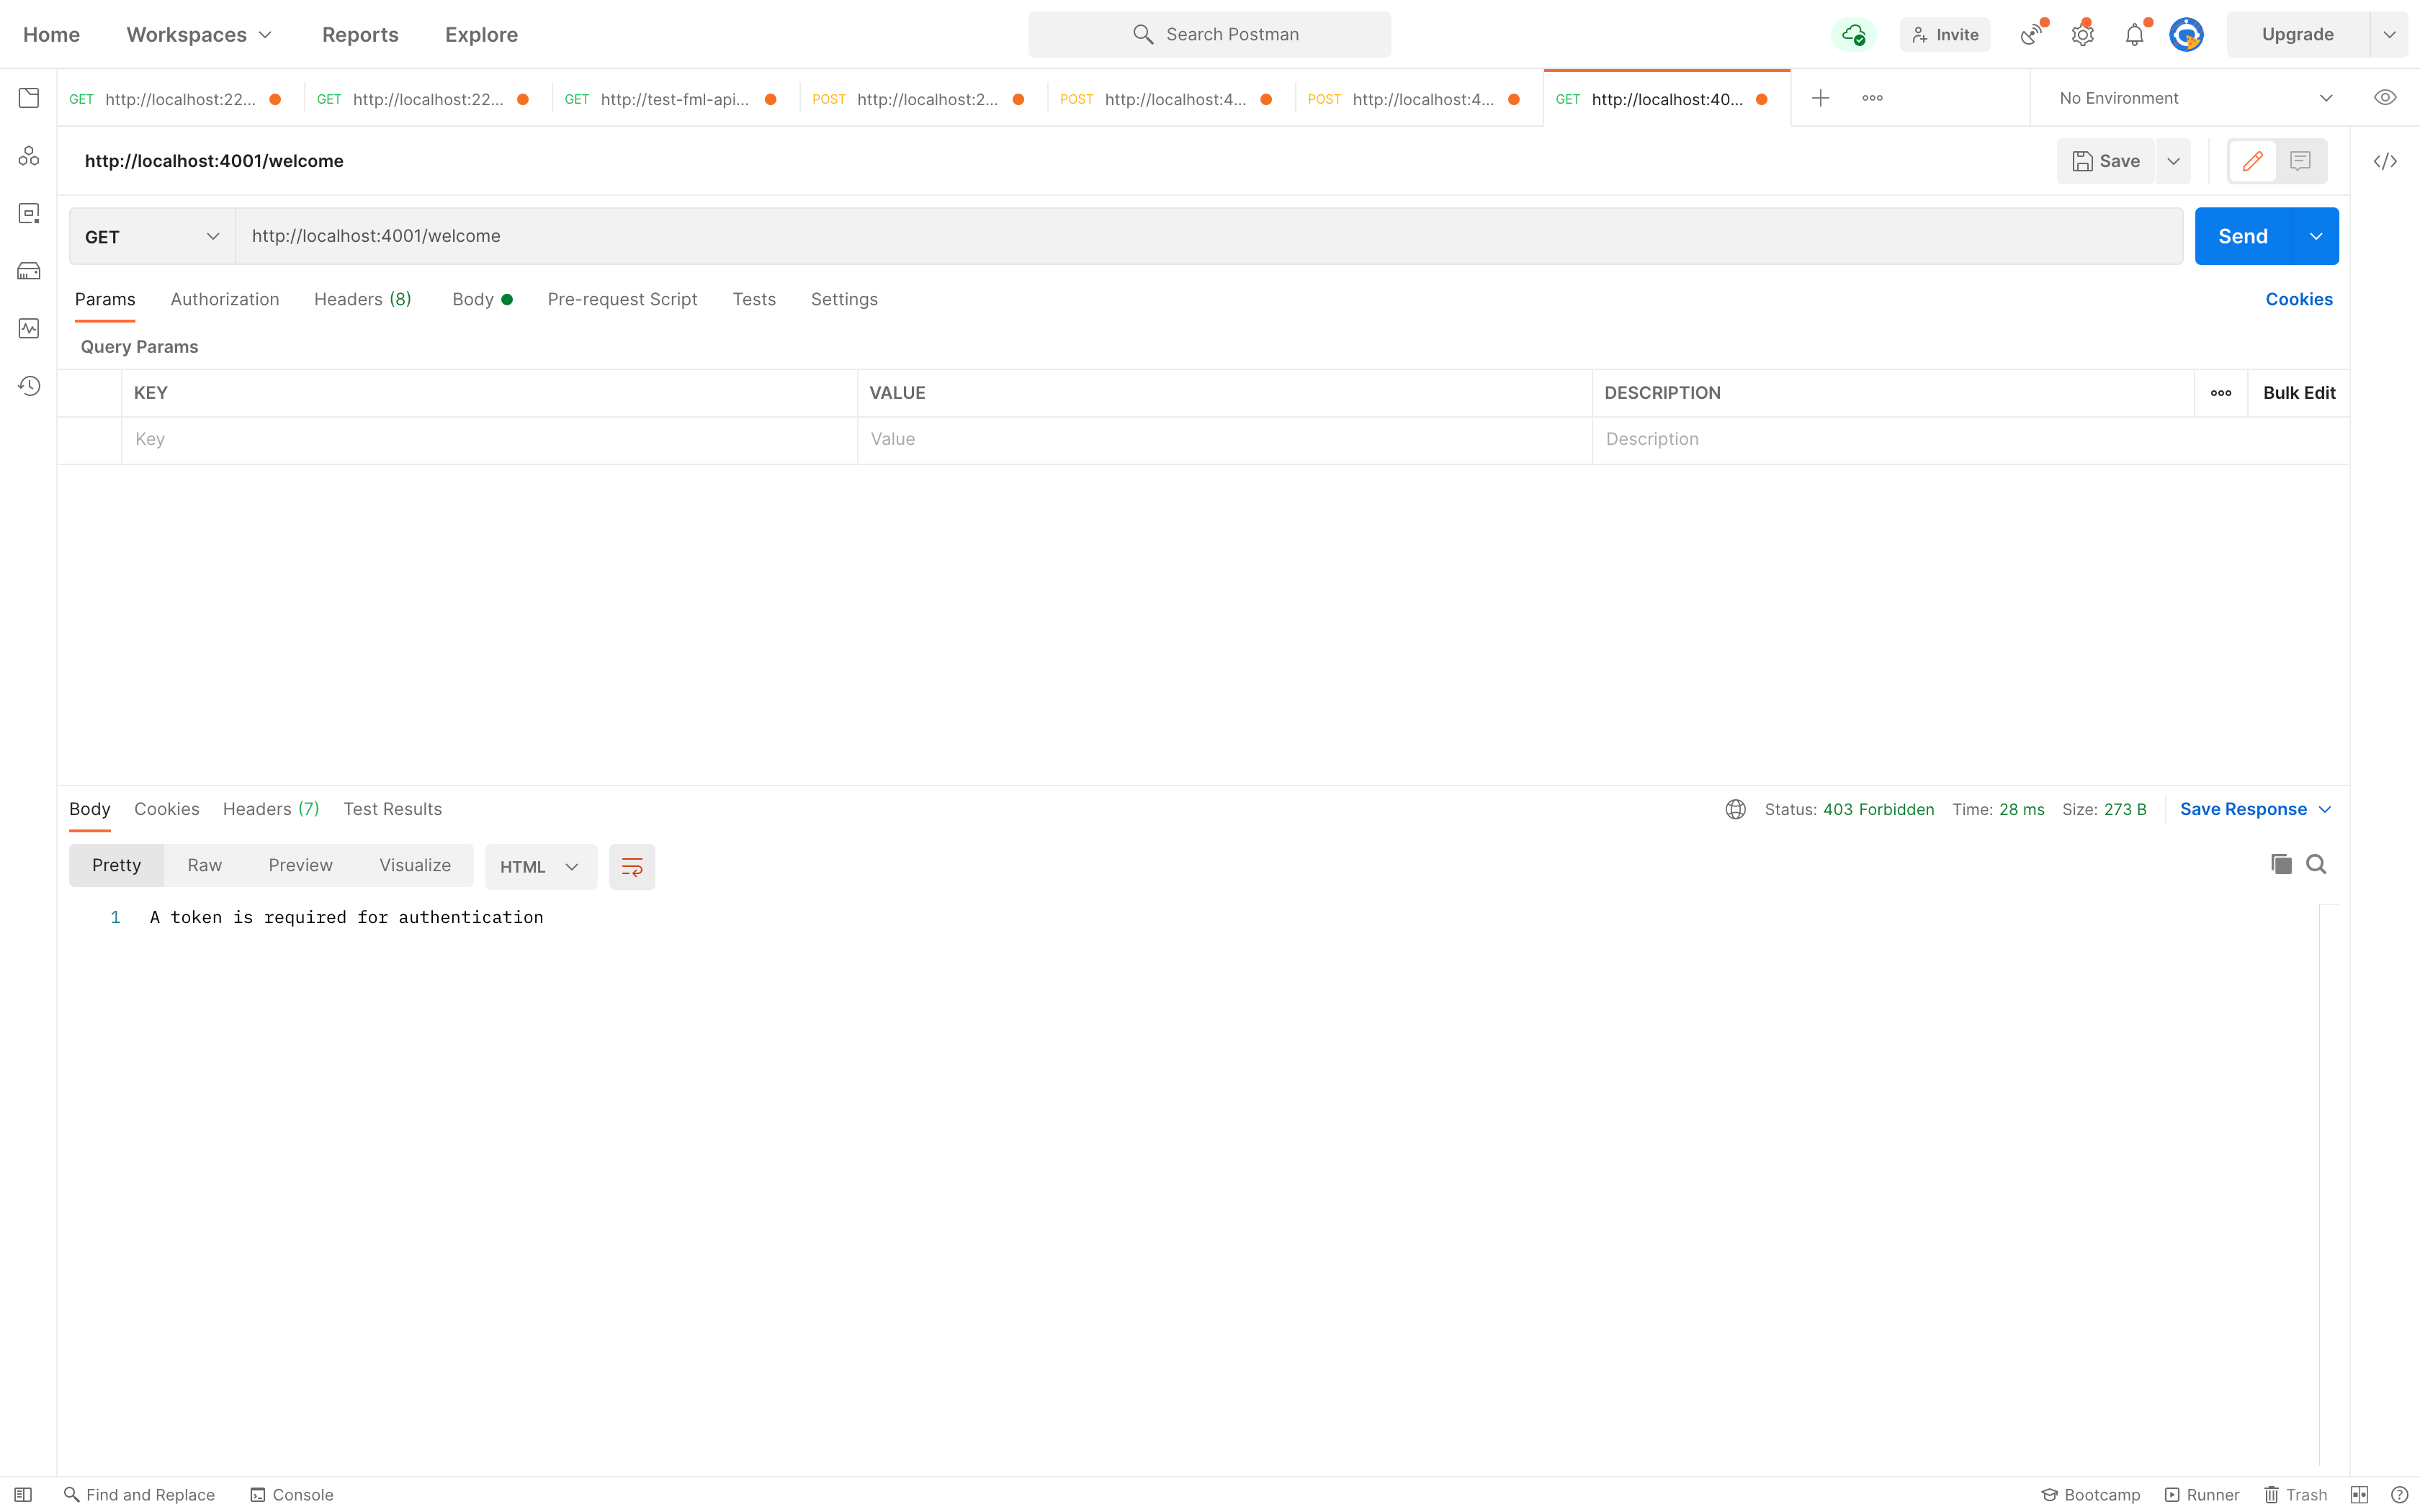 Home Workspaces Reports Explore Search Postman Invite Upgrade
GET http://localhost:22... GET http://localhost:22... GET http://test-fml-api... POST http://localhost:2... POST http://localhost:4... POST http://localhost:4... GET http://localhost:40... No Environment
http://localhost:4001/welcome Save
GET http://localhost:4001/welcome Send
Params Authorization Headers (8) Body Pre-request Script Tests Settings Cookies
Query Params
KEY VALUE DESCRIPTION Bulk Edit
Key Value Description
Body Cookies Headers (7) Test Results Status: 403 Forbidden Time: 28 ms Size: 273 B Save Response
Pretty Raw Preview Visualize HTML
1 A token is required for authentication
Find and Replace Console Bootcamp Runner Trash